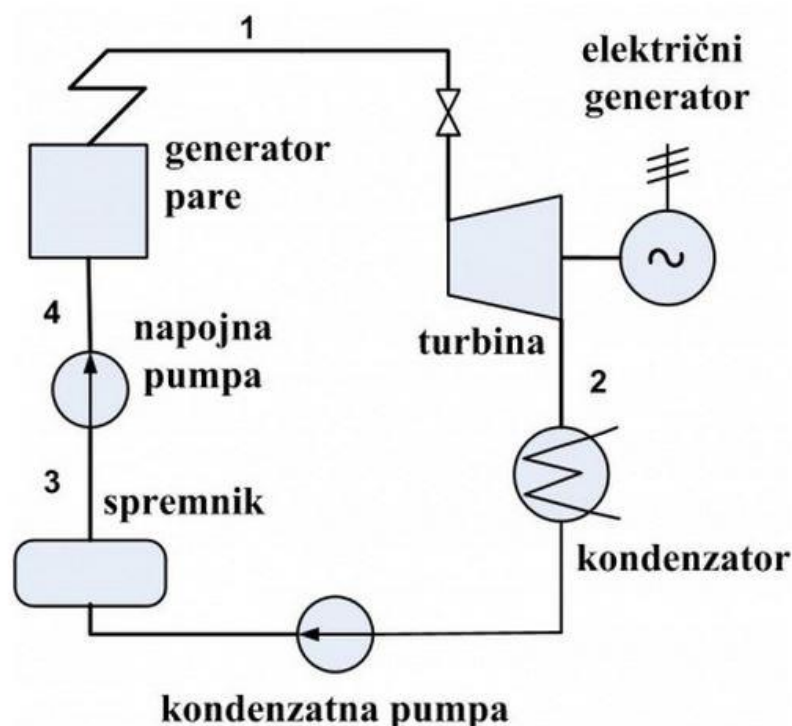 1
električni
generator
generator
pare
4
napojna
pumpa
turbina
2
3
spremnik
kondenzator
kondenzatna pumpa